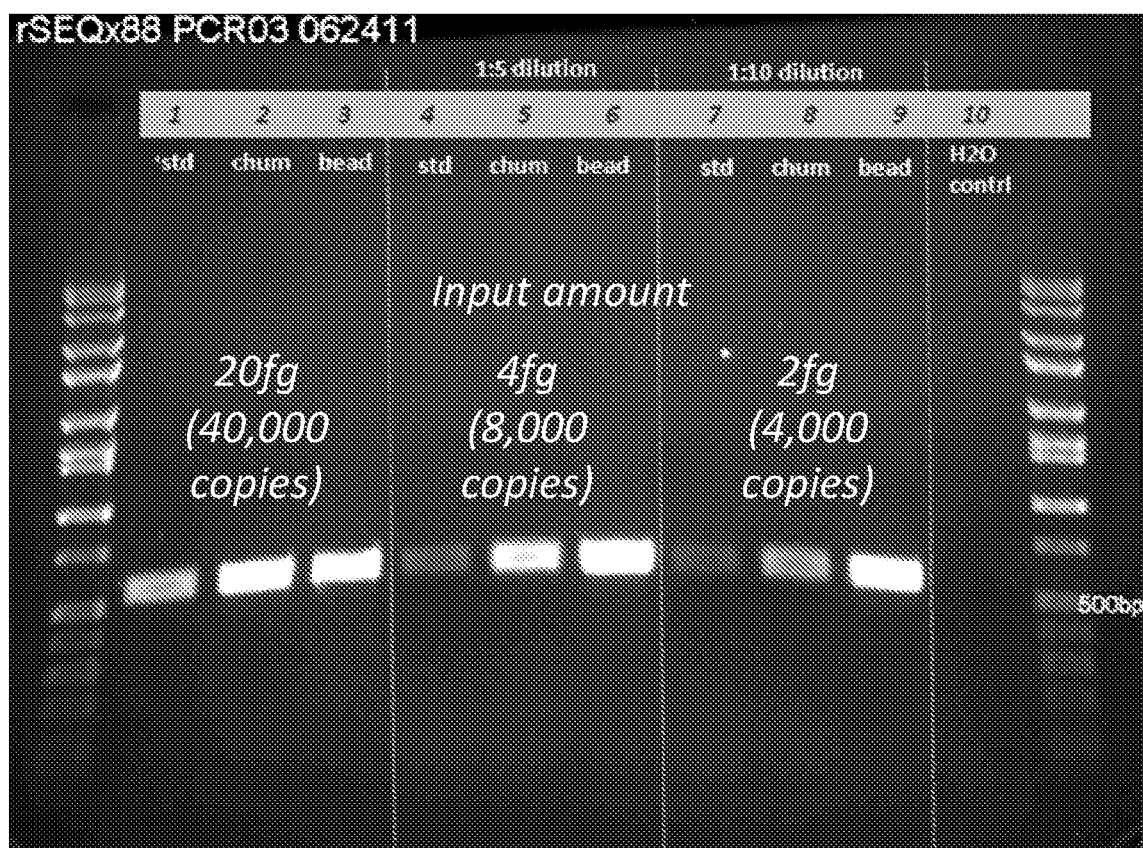 rSEQx88 PCR03 062411
1:5 dilution 1:10 dilution
1 2 3 4 5 6 7 8 9 10
std chum bead std chum bead std chum bead H2O
contrl
Input amount
20fg 4fg 2fg
(40,000 (8,000 (4,000
copies) copies) copies)
500bp